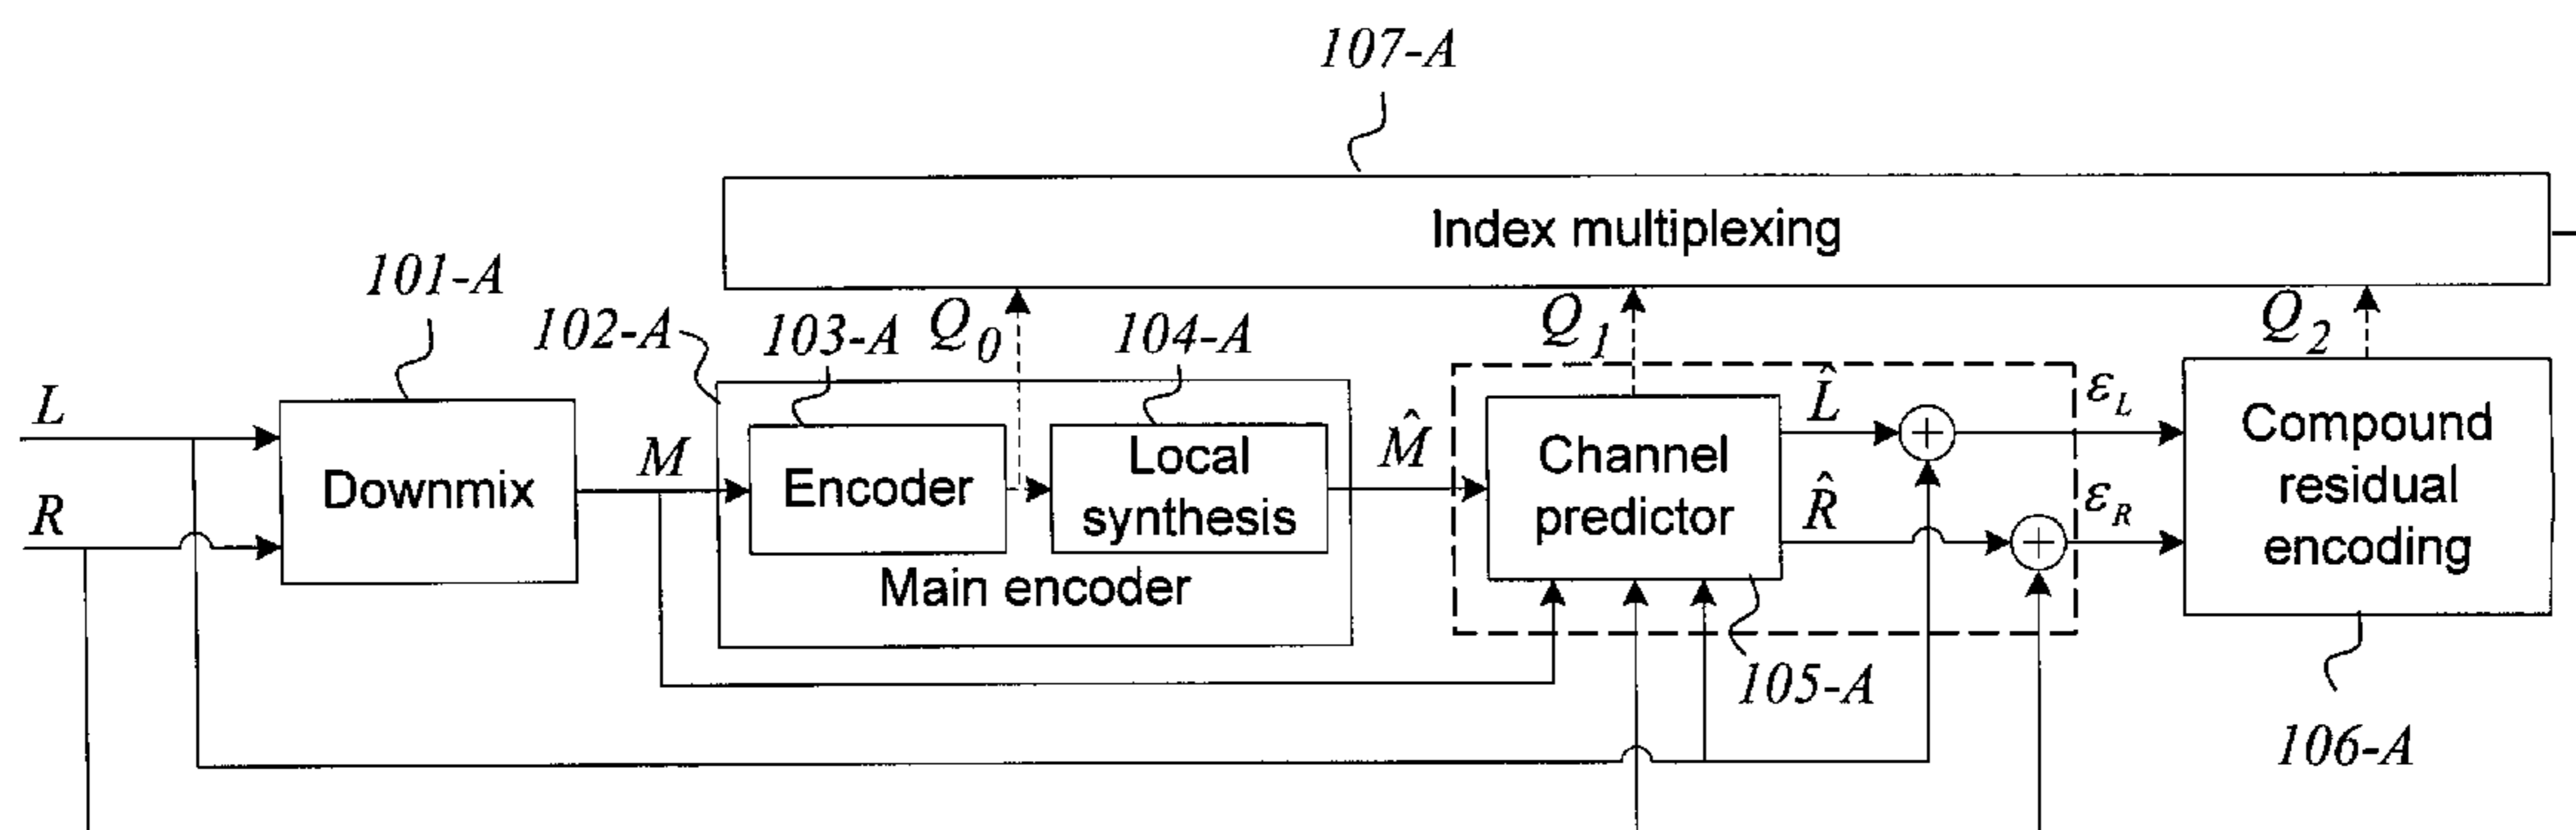 107-A
Index multiplexing
101-A
102-A
103-A
Q0
104-A
Q1
Q2
L
R
Downmix
M
Encoder
Local
synthesis
Main encoder
M̂
Channel
predictor
L̂
R̂
+
+
εL
εR
Compound
residual
encoding
105-A
106-A